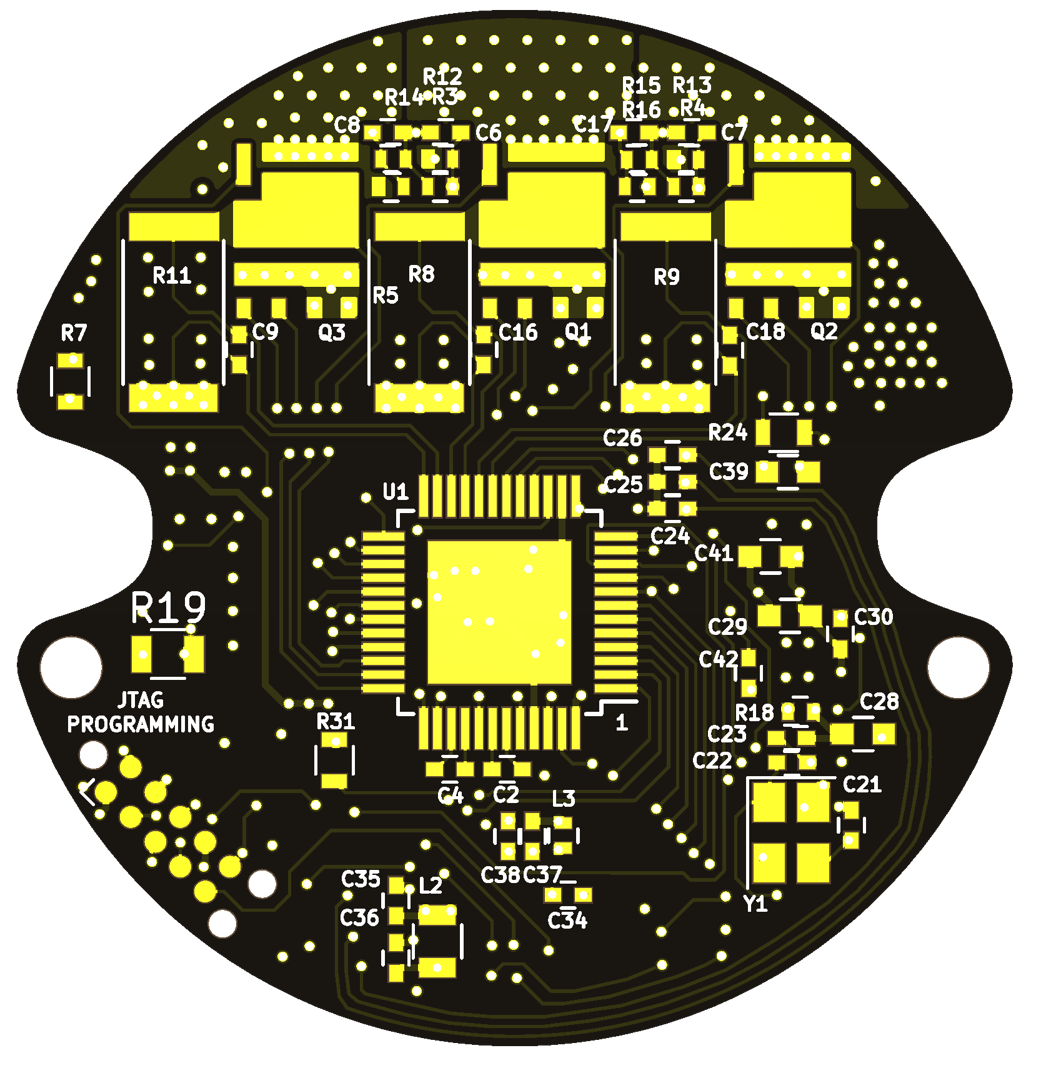 R12
R15 R13
R14 R3
R16 R4
C8 C6 C17 C7
R11 R8 R9
R5
R7 C9 Q3 C16 Q1 C18 Q2
C26 R24
C39
U1 C25
C24
C41
R19
C30
C29
C42
JTAG
PROGRAMMING
R31 1 R18 C28
C23
C22
C4 C2 L3 C21
C38 C37
C35 L2
C36 C34 Y1